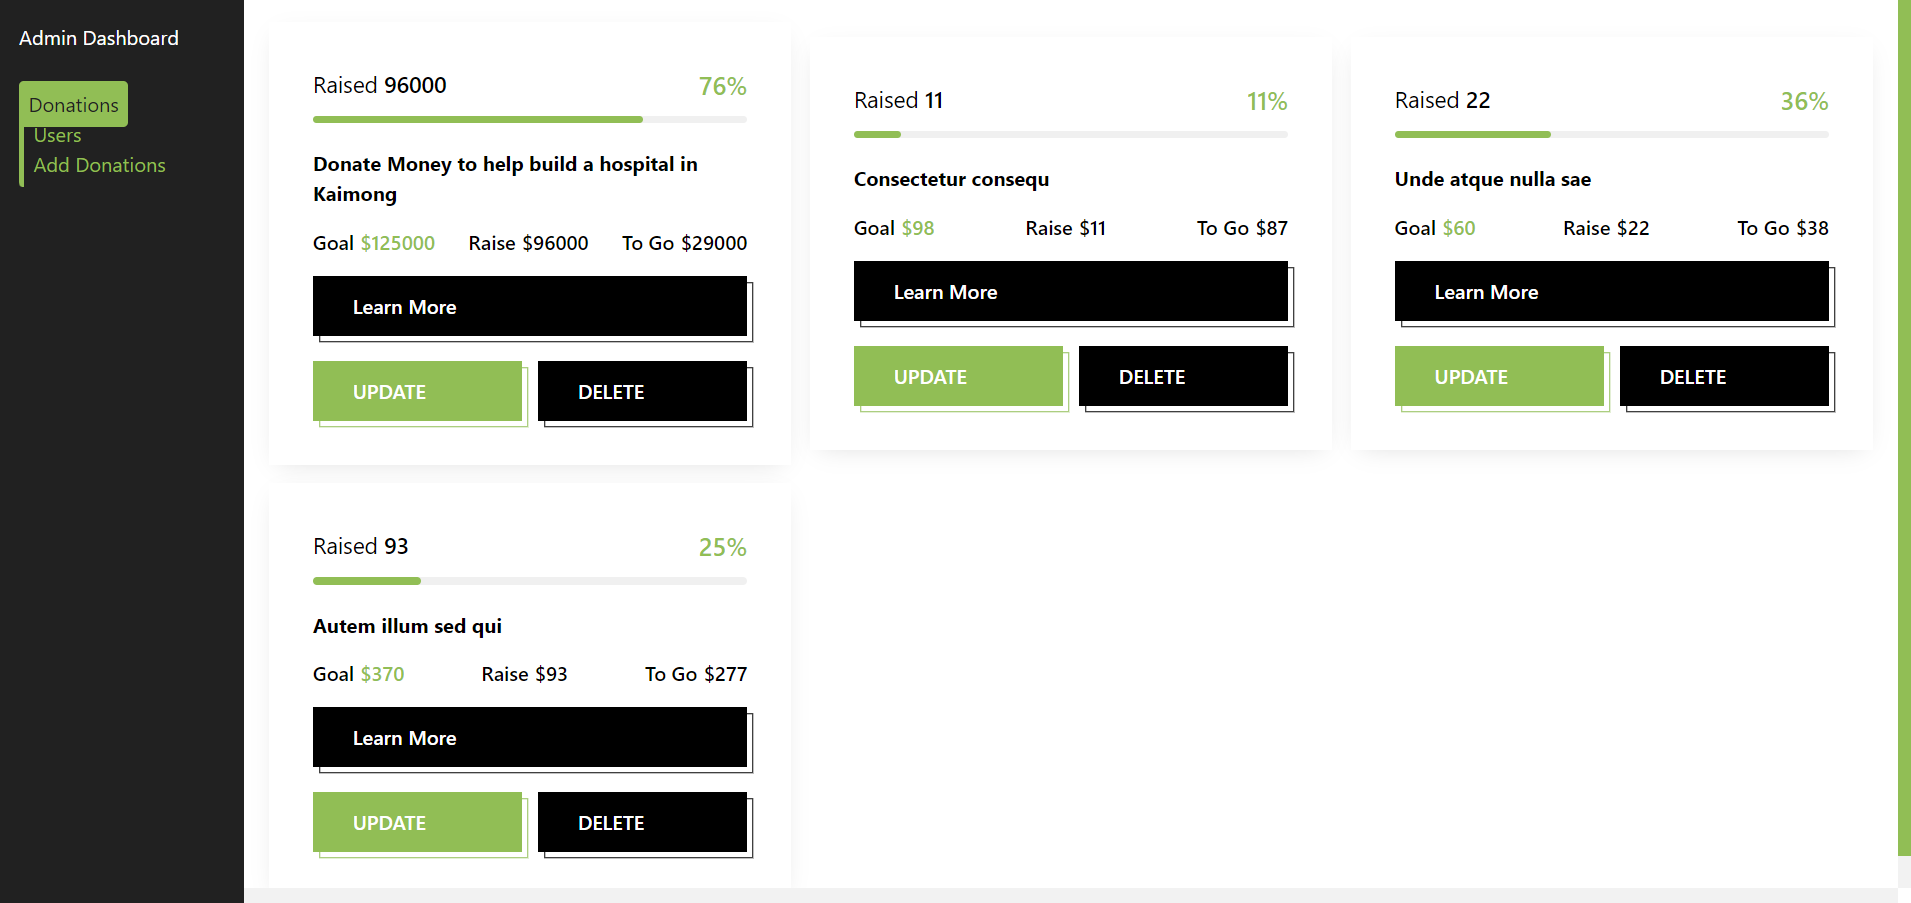 Admin Dashboard
Donations
Users
Add Donations
Raised 96000 76%
Donate Money to help build a hospital in
Kaimong
Goal $125000 Raise $96000 To Go $29000
Learn More
UPDATE DELETE
Raised 11 11%
Consectetur consequ
Goal $98 Raise $11 To Go $87
Learn More
UPDATE DELETE
Raised 22 36%
Unde atque nulla sae
Goal $60 Raise $22 To Go $38
Learn More
UPDATE DELETE
Raised 93 25%
Autem illum sed qui
Goal $370 Raise $93 To Go $277
Learn More
UPDATE DELETE